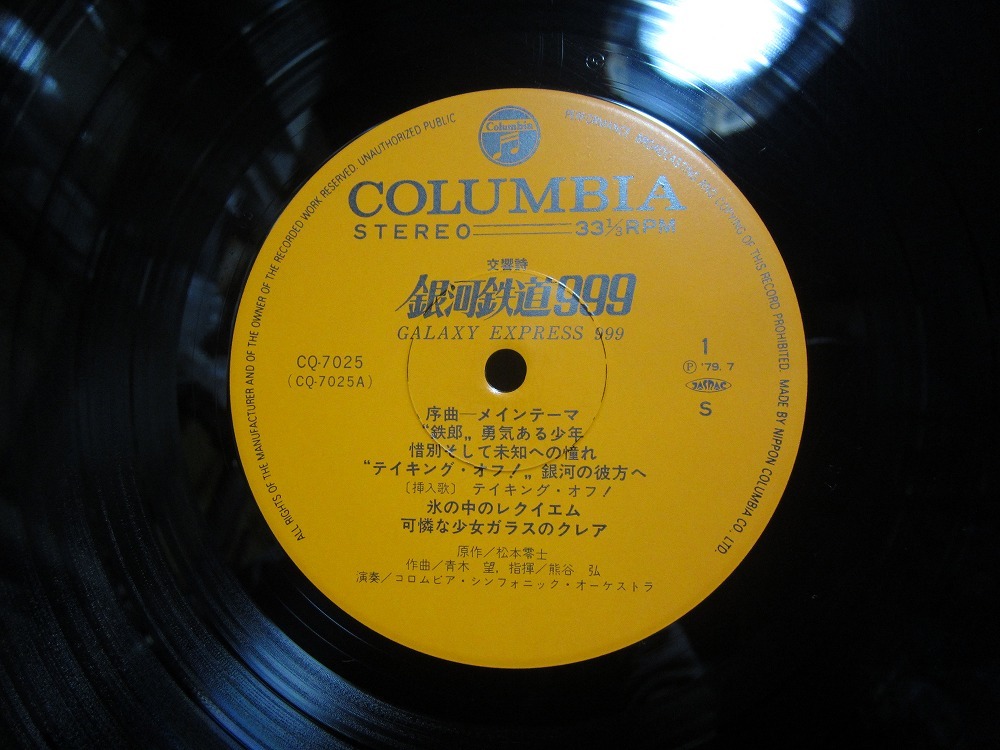 Columbia
COLUMBIA
STEREO 33⅓RPM
交響詩
銀河鉄道999
GALAXY EXPRESS 999
CQ-7025
(CQ-7025A)
1
Ⓟ '79.7
JASRAC
S
序曲―メインテーマ
“鉄郎„ 勇気ある少年
惜別そして未知への憧れ
“テイキング・オフ!„ 銀河の彼方へ
〔挿入歌〕 テイキング・オフ!
氷の中のレクイエム
可憐な少女ガラスのクレア
原作/松本零士
作曲/青木 望, 指揮/熊谷 弘
演奏/コロムビア・シンフォニック・オーケストラ
ALL RIGHTS OF THE MANUFACTURER AND OF THE OWNER OF THE RECORDED WORK RESERVED. UNAUTHORIZED PUBLIC PERFORMANCE BROADCASTING AND COPYING OF THIS RECORD PROHIBITED. MADE BY NIPPON COLUMBIA CO., LTD.